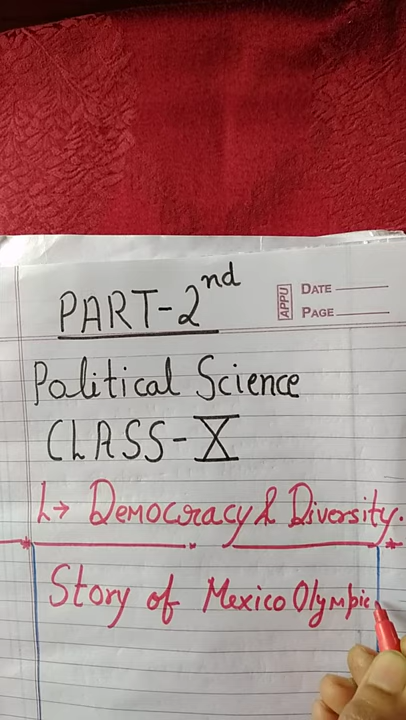 PART-2nd
APPU
DATE
PAGE
Political Science
CLASS-X
L→ Democracy & Diversity.
Story of Mexico Olympic